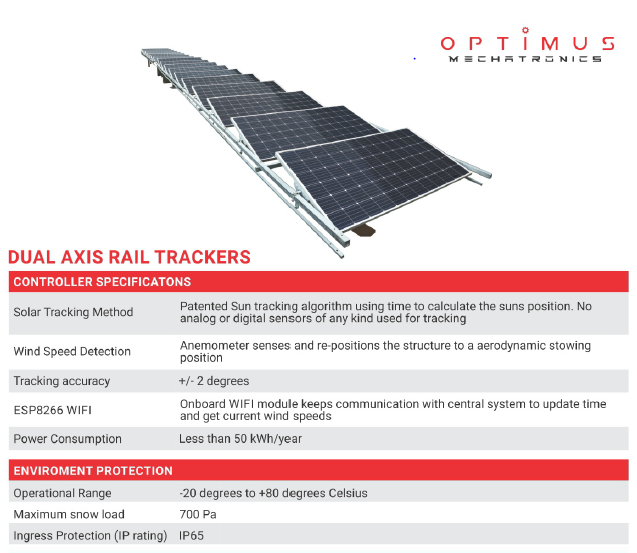 OPTIMUS
MECHATRONICS
DUAL AXIS RAIL TRACKERS
CONTROLLER SPECIFICATONS
Solar Tracking Method
Patented Sun tracking algorithm using time to calculate the suns position. No
analog or digital sensors of any kind used for tracking
Wind Speed Detection
Anemometer senses and re-positions the structure to a aerodynamic stowing
position
Tracking accuracy
+/- 2 degrees
ESP8266 WIFI
Onboard WIFI module keeps communication with central system to update time
and get current wind speeds
Power Consumption
Less than 50 kWh/year
ENVIROMENT PROTECTION
Operational Range
-20 degrees to +80 degrees Celsius
Maximum snow load
700 Pa
Ingress Protection (IP rating)
IP65